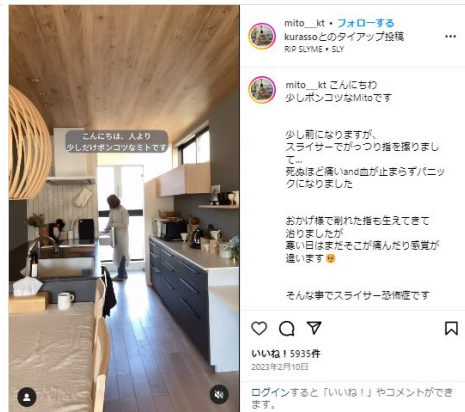 こんにちは、人より
少しだけポンコツなミトです
mito__kt • フォローする
kurassoとのタイアップ投稿
RIP SLYME • SLY
mito__kt こんにちわ
少しポンコツなMitoです
少し前になりますが、
スライサーでがっつり指を擦りまし
て...
死ぬほど痛いand血が止まらずパニッ
クになりました
おかげ様で削れた指も生えてきて
治りましたが
寒い日はまだそこが痛んだり感覚が
違います😢
そんな事でスライサー恐怖症です
いいね！5935件
2023年2月10日
ログインすると「いいね！」やコメントができ
ます。